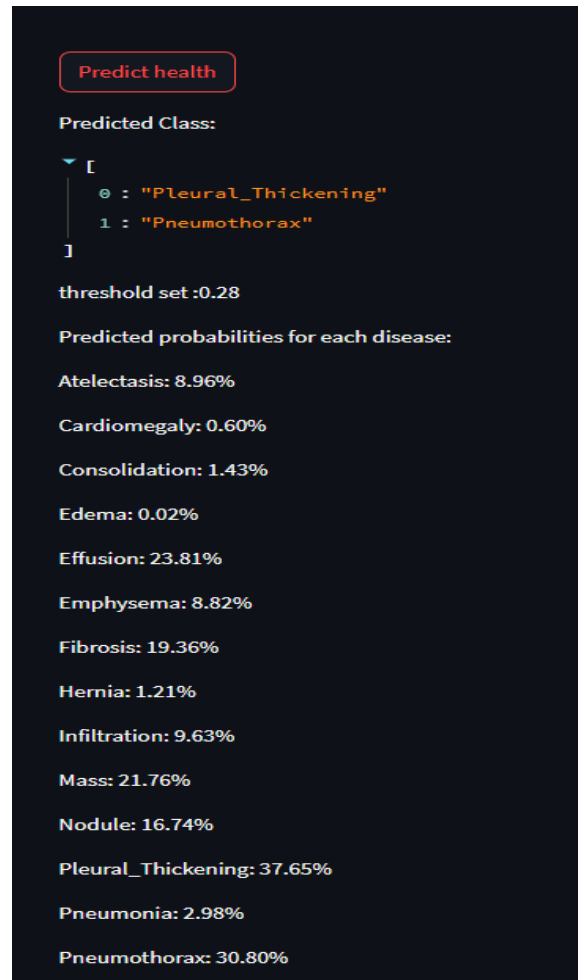 Predict health
Predicted Class:
[
0 : "Pleural_Thickening"
1 : "Pneumothorax"
]
threshold set :0.28
Predicted probabilities for each disease:
Atelectasis: 8.96%
Cardiomegaly: 0.60%
Consolidation: 1.43%
Edema: 0.02%
Effusion: 23.81%
Emphysema: 8.82%
Fibrosis: 19.36%
Hernia: 1.21%
Infiltration: 9.63%
Mass: 21.76%
Nodule: 16.74%
Pleural_Thickening: 37.65%
Pneumonia: 2.98%
Pneumothorax: 30.80%